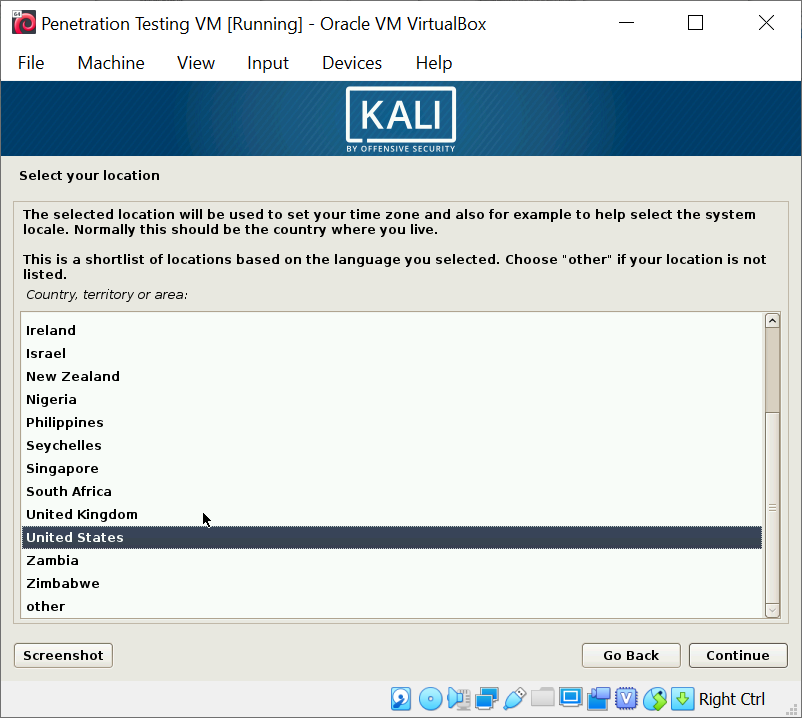 64
Penetration Testing VM [Running] - Oracle VM VirtualBox
File Machine View Input Devices Help
KALI
BY OFFENSIVE SECURITY
Select your location
The selected location will be used to set your time zone and also for example to help select the system
locale. Normally this should be the country where you live.
This is a shortlist of locations based on the language you selected. Choose "other" if your location is not
listed.
Country, territory or area:
Ireland
Israel
New Zealand
Nigeria
Philippines
Seychelles
Singapore
South Africa
United Kingdom
United States
Zambia
Zimbabwe
other
Screenshot Go Back Continue
V Right Ctrl